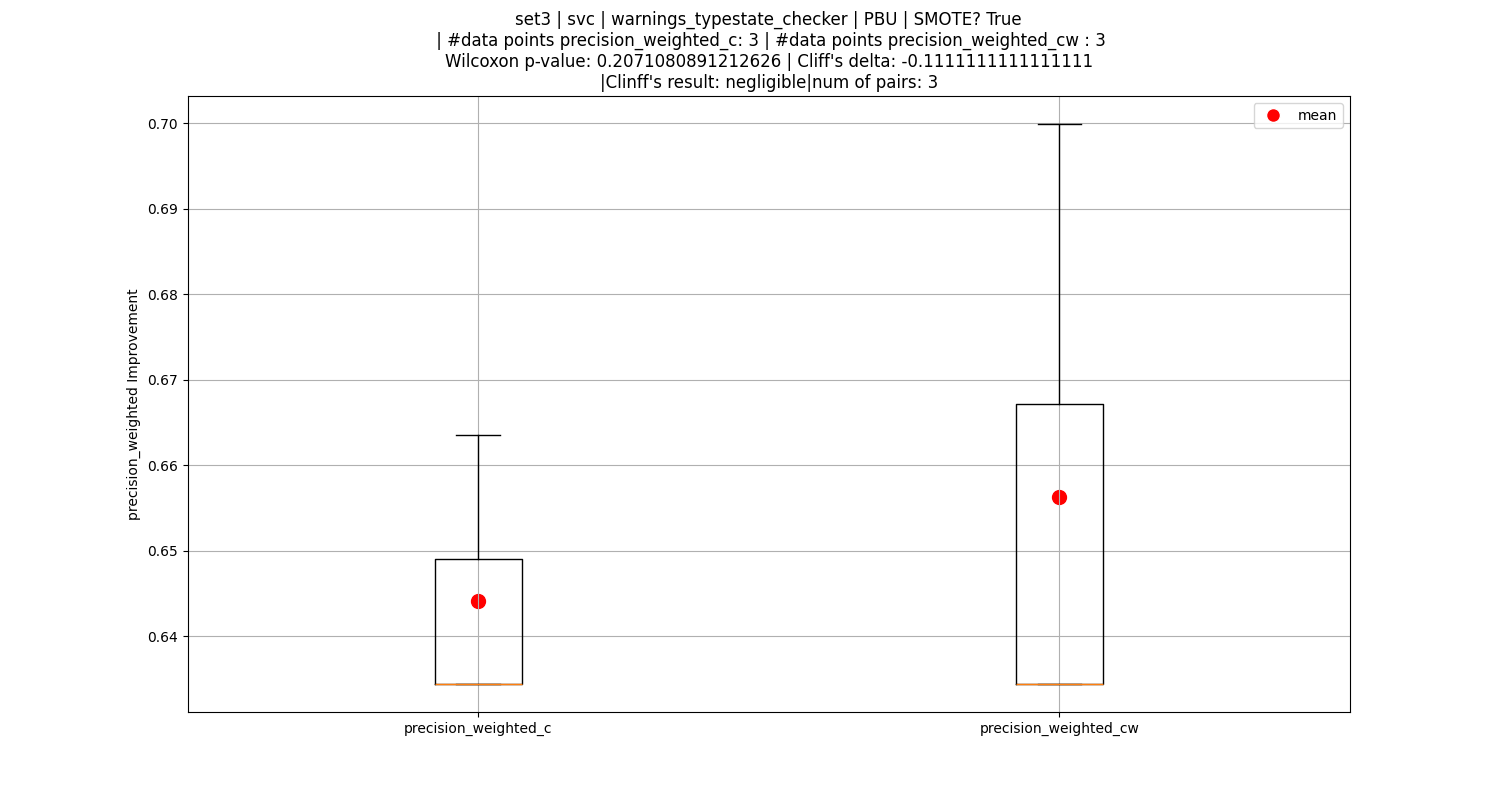 set3 | svc | warnings_typestate_checker | PBU | SMOTE? True
| #data points precision_weighted_c: 3 | #data points precision_weighted_cw : 3
Wilcoxon p-value: 0.2071080891212626 | Cliff's delta: -0.1111111111111111
|Clinff's result: negligible|num of pairs: 3
mean
0.70
0.69
0.68
0.67
0.66
0.65
0.64
precision_weighted Improvement
precision_weighted_c
precision_weighted_cw